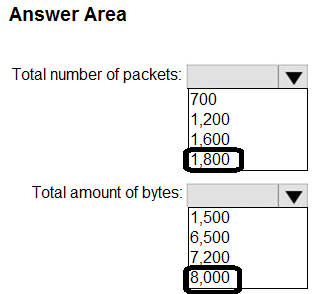 Answer Area
Total number of packets:
700
1,200
1,600
1,800
Total amount of bytes:
1,500
6,500
7,200
8,000